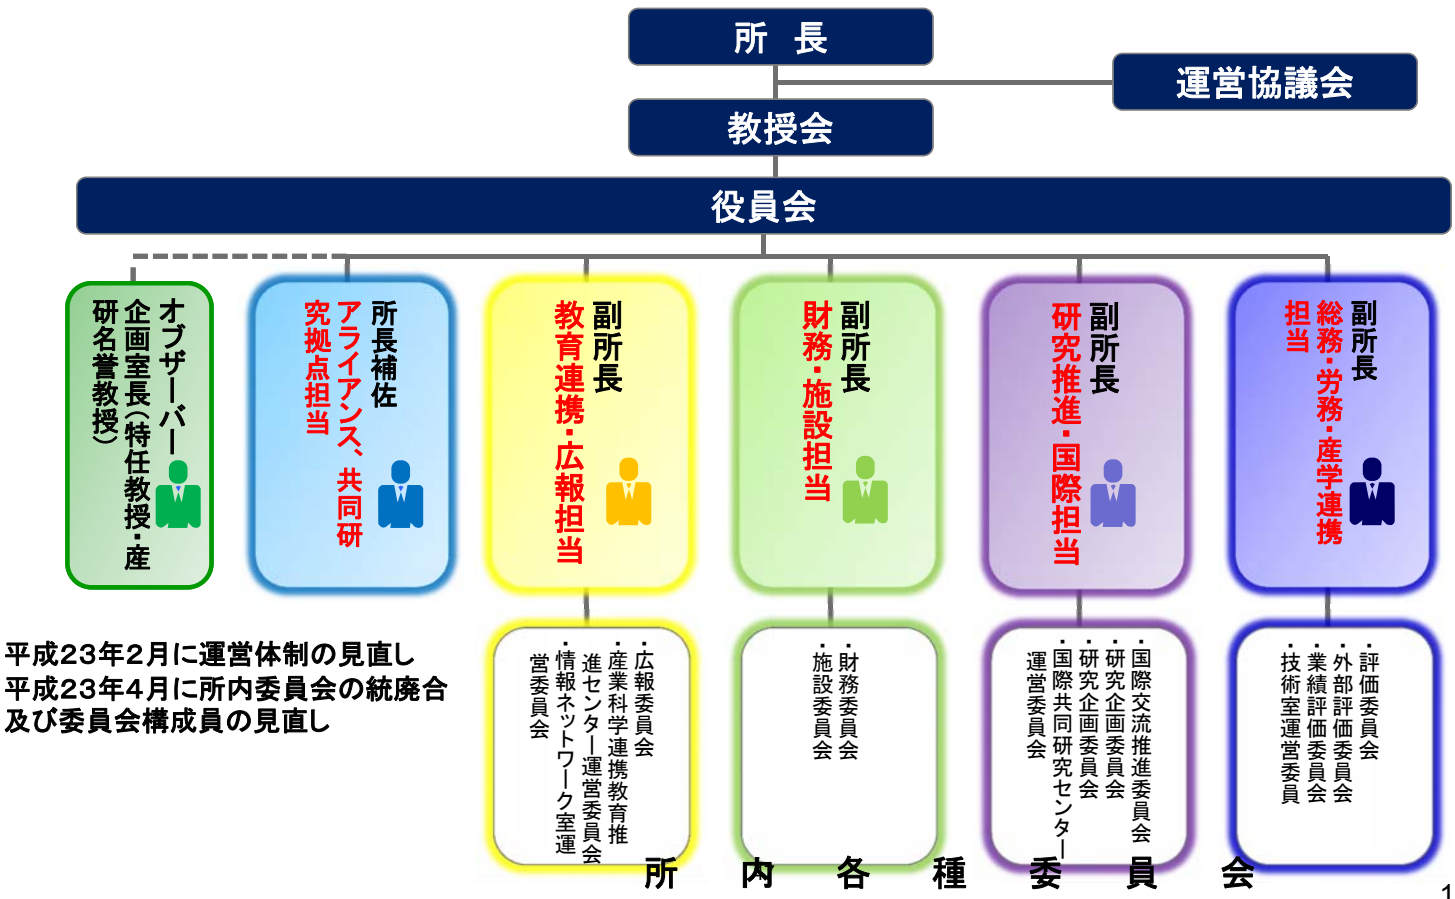 所　長
運営協議会
教授会
役員会
オブザーバー
企画室長（特任教授・産
研名誉教授）
所長補佐
アライアンス、共同研
究拠点担当
副所長
教育連携・広報担当
副所長
財務・施設担当
副所長
研究推進・国際担当
副所長
総務・労務・産学連携
担当
平成２３年２月に運営体制の見直し
平成２３年４月に所内委員会の統廃合
及び委員会構成員の見直し
・広報委員会
・産業科学連携教育推
進センター運営委員会
・情報ネットワーク室運
営委員会
・財務委員会
・施設委員会
・国際交流推進委員会
・研究企画委員会
・研究企画委員会
・国際共同研究センター
運営委員会
・評価委員会
・外部評価委員会
・業績評価委員会
・技術室運営委員
所　内　各　種　委　員　会
1